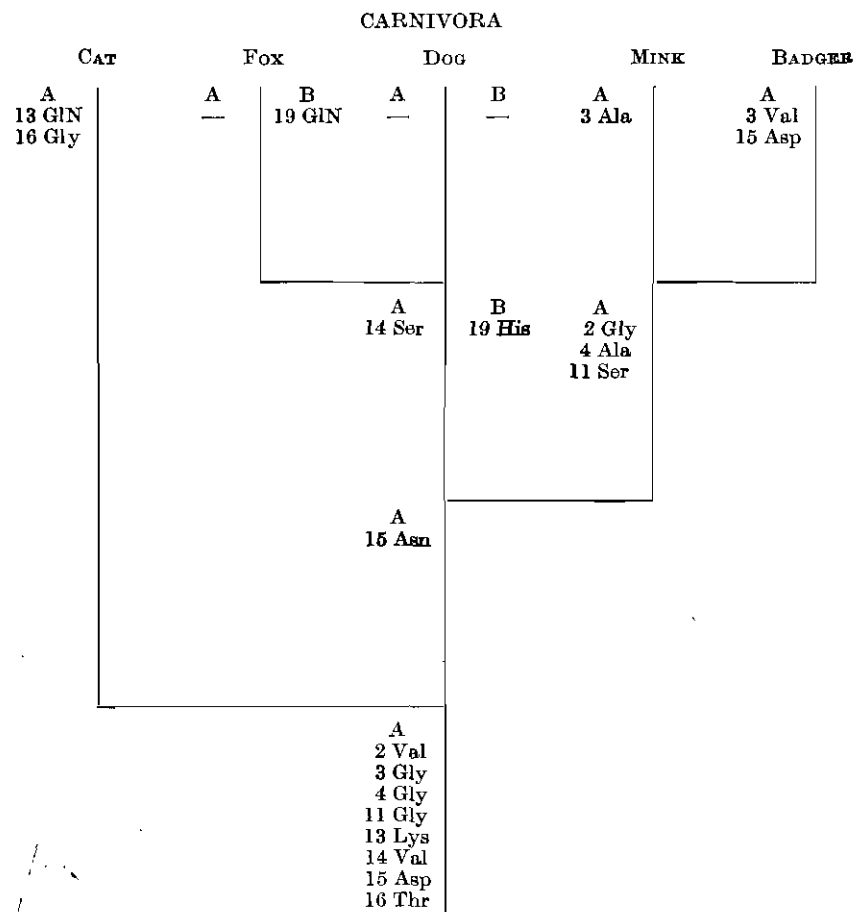 CARNIVORA
CAT FOX DOG MINK BADGER
A A B A B A A
13 GlN — 19 GlN — — 3 Ala 3 Val
16 Gly 15 Asp
A B A
14 Ser 19 His 2 Gly
4 Ala
11 Ser
A
15 Asn
A
2 Val
3 Gly
4 Gly
11 Gly
13 Lys
14 Val
15 Asp
16 Thr